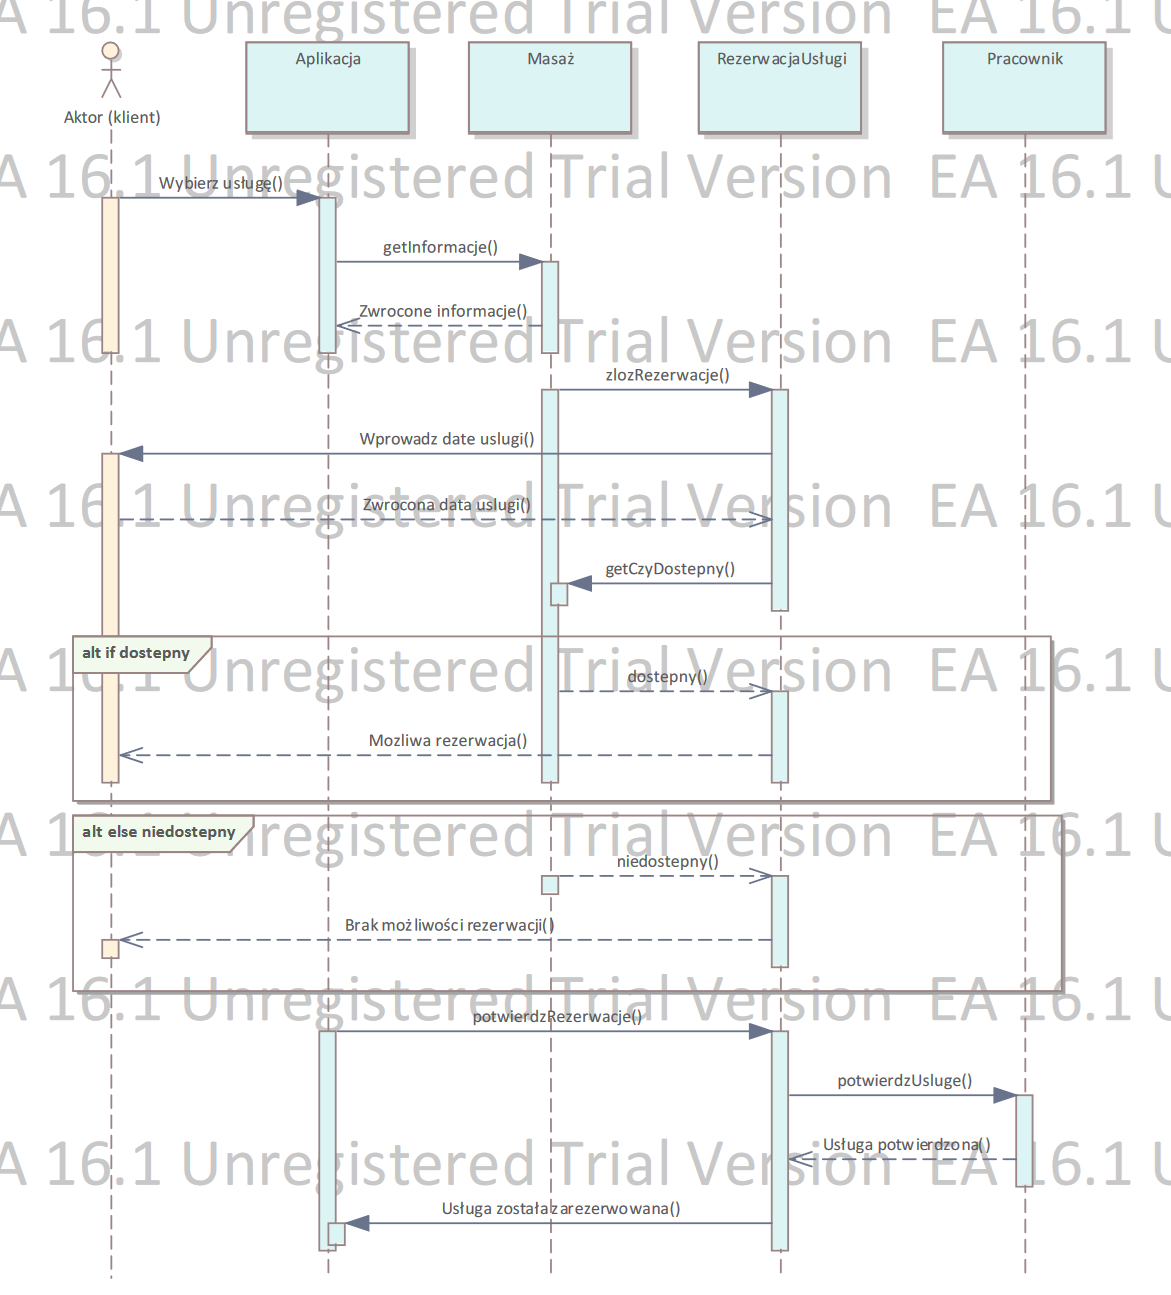 EA 16.1 Unregistered Trial Version EA 16.1 U
Aktor (klient)
Aplikacja
Masaż
RezerwacjaUsługi
Pracownik
EA 16.1 Unregistered Trial Version EA 16.1 U
Wybierz usługę()
getInformacje()
Zwrocone informacje()
EA 16.1 Unregistered Trial Version EA 16.1 U
zlozRezerwacje()
Wprowadz date uslugi()
EA 16.1 Unregistered Trial Version EA 16.1 U
Zwrocona data uslugi()
getCzyDostepny()
alt if dostepny
EA 16.1 Unregistered Trial Version EA 16.1 U
dostepny()
Mozliwa rezerwacja()
alt else niedostepny
EA 16.1 Unregistered Trial Version EA 16.1 U
niedostepny()
Brak możliwości rezerwacji()
EA 16.1 Unregistered Trial Version EA 16.1 U
potwierdzRezerwacje()
potwierdzUsluge()
EA 16.1 Unregistered Trial Version EA 16.1 U
Usługa potwierdzona()
Usługa została zarezerwowana()